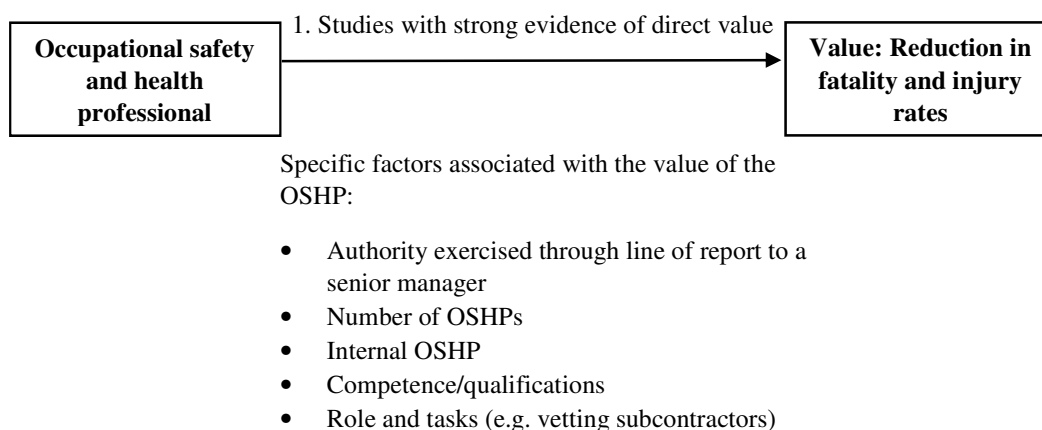 1. Studies with strong evidence of direct value
Occupational safety
and health
professional
Value: Reduction in
fatality and injury
rates
Specific factors associated with the value of the
OSHP:
• Authority exercised through line of report to a
senior manager
• Number of OSHPs
• Internal OSHP
• Competence/qualifications
• Role and tasks (e.g. vetting subcontractors)